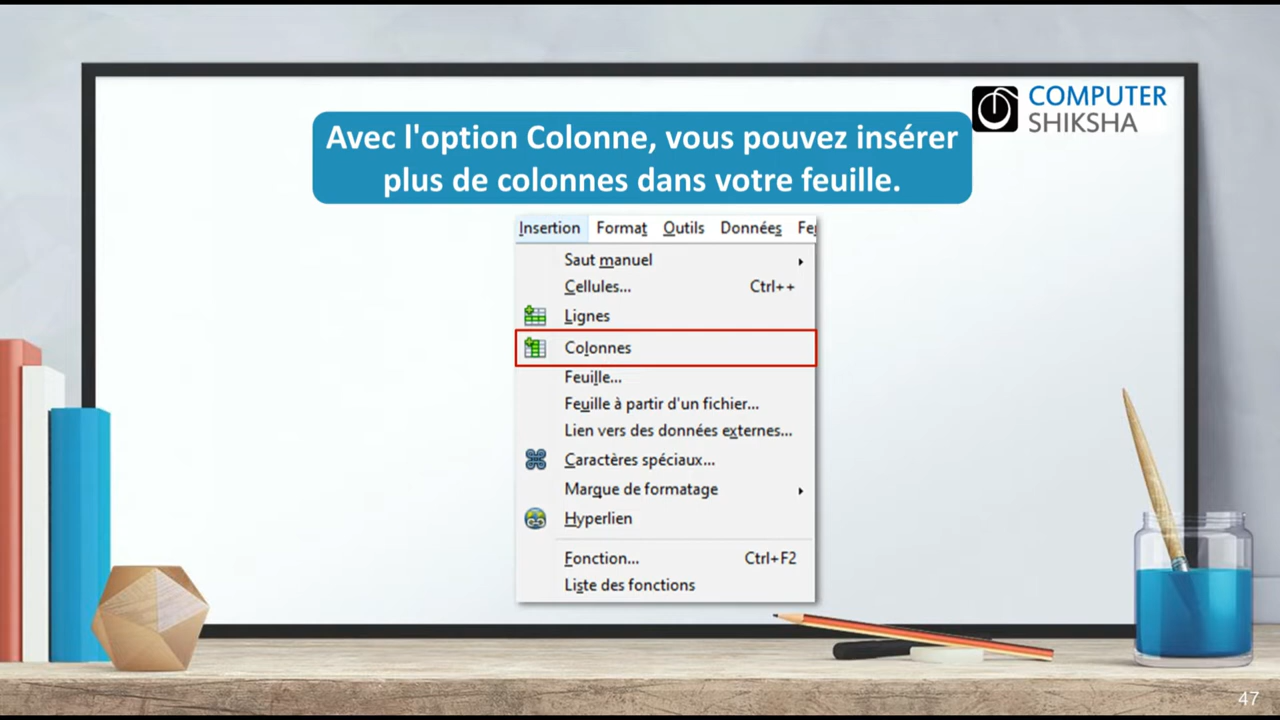 COMPUTER
SHIKSHA
Avec l'option Colonne, vous pouvez insérer
plus de colonnes dans votre feuille.
Insertion Format Outils Données
Saut manuel
Cellules... Ctrl++
Lignes
Colonnes
Feuille...
Feuille à partir d'un fichier...
Lien vers des données externes...
Caractères spéciaux...
Marque de formatage
Hyperlien
Fonction... Ctrl+F2
Liste des fonctions
47